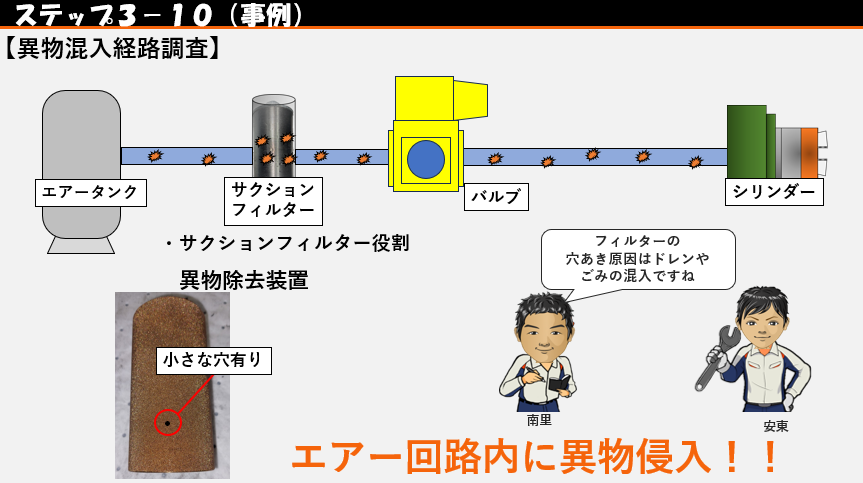 ステップ3－10（事例）
【異物混入経路調査】
エアータンク
サクション
フィルター
バルブ
シリンダー
・サクションフィルター役割
異物除去装置
小さな穴有り
フィルターの
穴あき原因はドレンや
ごみの混入ですね
南里
安東
エアー回路内に異物侵入！！